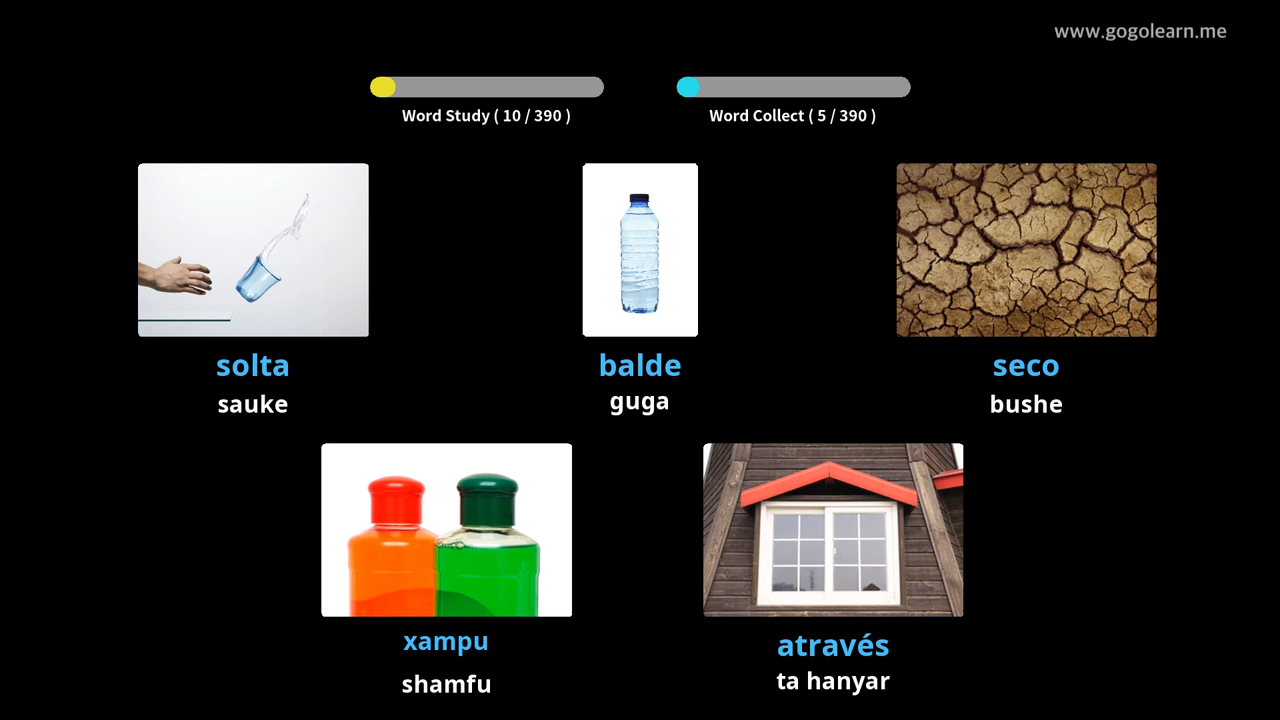 www.gogolearn.me
Word Study ( 10 / 390 )
Word Collect ( 5 / 390 )
solta
sauke
balde
guga
seco
bushe
xampu
shamfu
através
ta hanyar